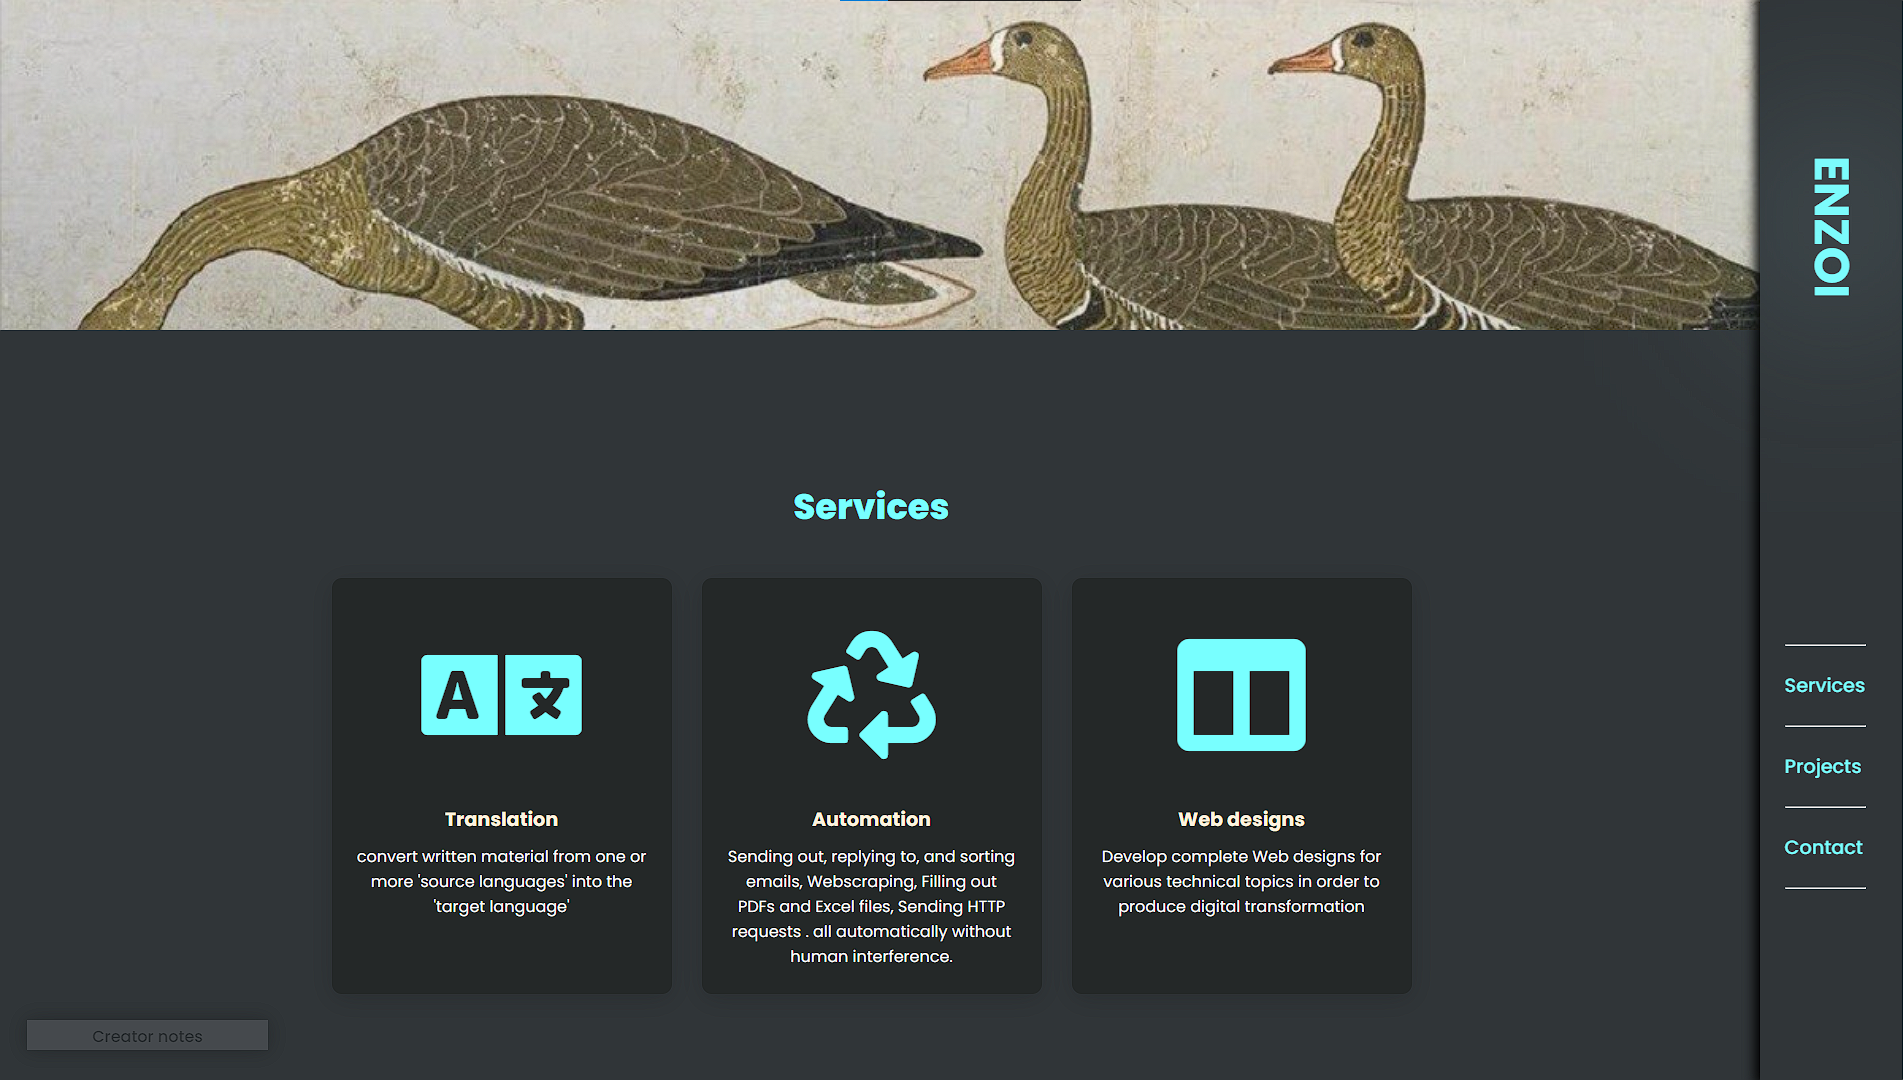 ENZOI
Services
Projects
Contact
Services
A 文
Translation
convert written material from one or
more 'source languages' into the
'target language'
Automation
Sending out, replying to, and sorting
emails, Webscraping, Filling out
PDFs and Excel files, Sending HTTP
requests . all automatically without
human interference.
Web designs
Develop complete Web designs for
various technical topics in order to
produce digital transformation
Creator notes